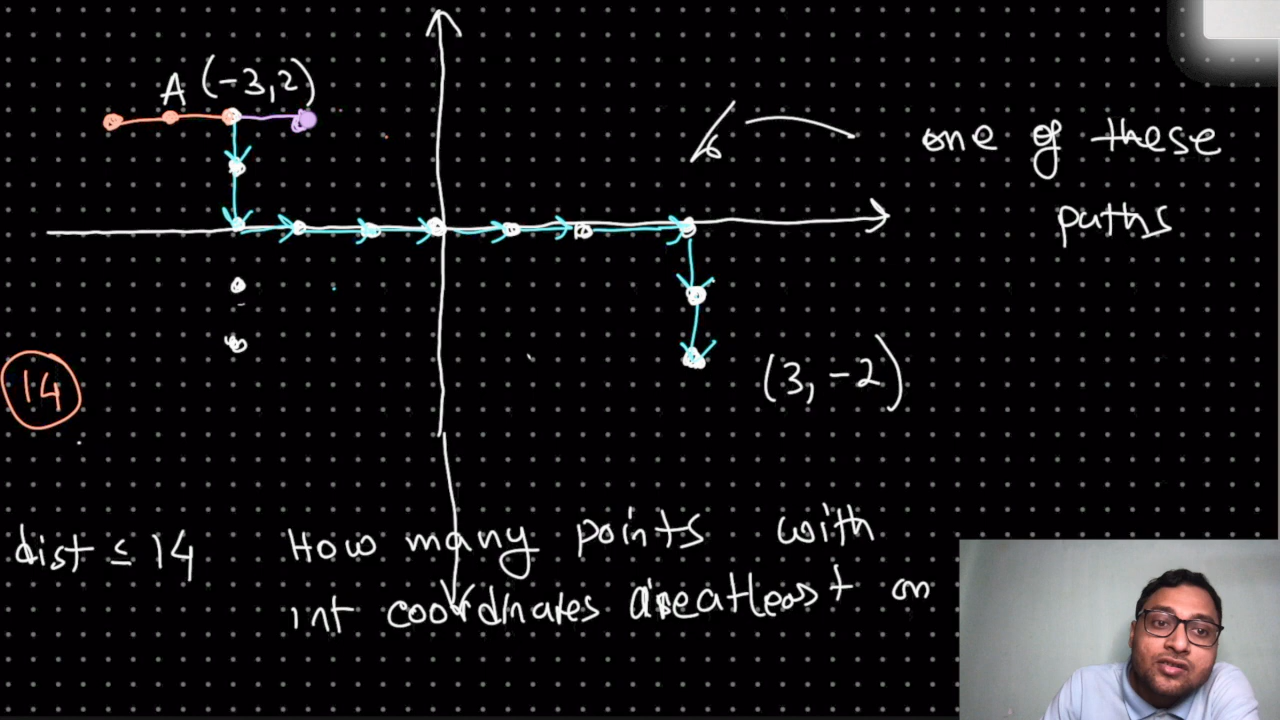 A (-3,2)
one of these
paths
14
(3, -2)
dist ≤ 14
How many points with
int coordinates are atleast on